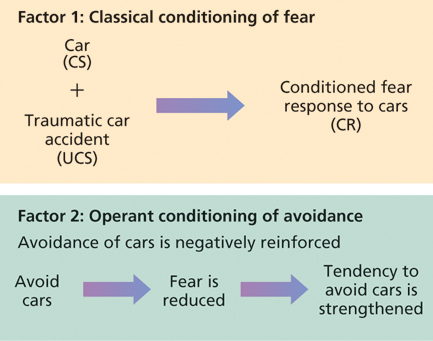 Factor 1: Classical conditioning of fear
Car
(CS)
+
Traumatic car
accident
(UCS)
Conditioned fear
response to cars
(CR)
Factor 2: Operant conditioning of avoidance
Avoidance of cars is negatively reinforced
Avoid
cars
Fear is
reduced
Tendency to
avoid cars is
strengthened